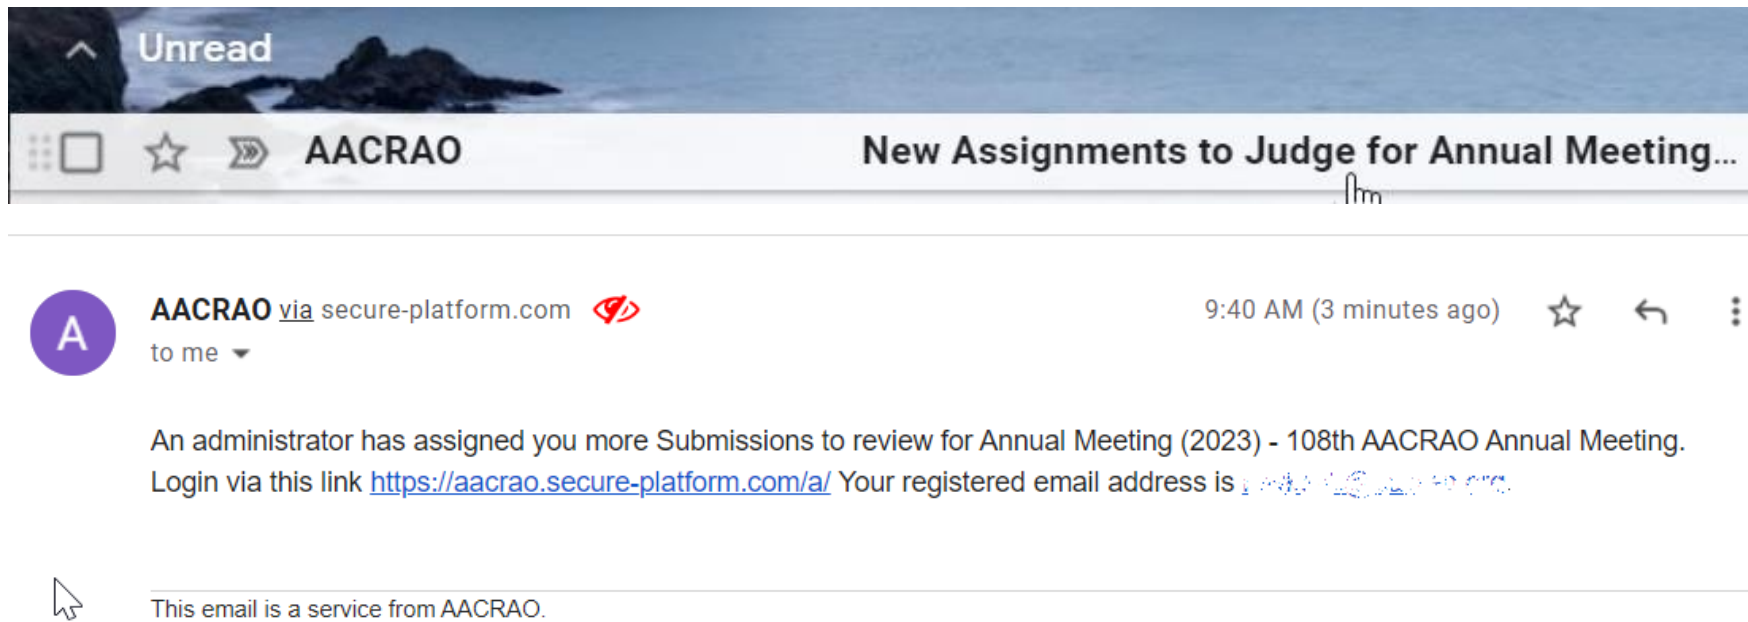 Unread
AACRAO New Assignments to Judge for Annual Meeting...
AACRAO via secure-platform.com 9:40 AM (3 minutes ago)
A
to me
An administrator has assigned you more Submissions to review for Annual Meeting (2023) - 108th AACRAO Annual Meeting.
Login via this link https://aacrao.secure-platform.com/a/ Your registered email address is
This email is a service from AACRAO.